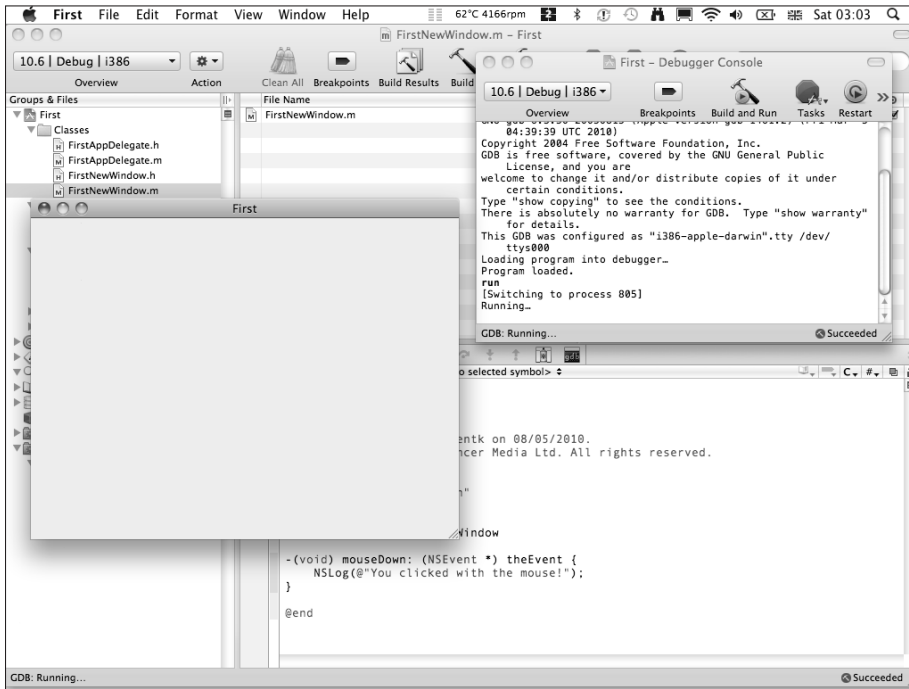 First File Edit Format View Window Help 62°C 4166rpm Sat 03:03
FirstNewWindow.m – First
10.6 | Debug | i386
Overview Action Clean All Breakpoints Build Results Build
Groups & Files
First
Classes
FirstAppDelegate.h
FirstAppDelegate.m
FirstNewWindow.h
FirstNewWindow.m
File Name
FirstNewWindow.m
First – Debugger Console
10.6 | Debug | i386
Overview Breakpoints Build and Run Tasks Restart
04:39:39 UTC 2010)
Copyright 2004 Free Software Foundation, Inc.
GDB is free software, covered by the GNU General Public
License, and you are
welcome to change it and/or distribute copies of it under
certain conditions.
Type "show copying" to see the conditions.
There is absolutely no warranty for GDB.  Type "show warranty"
for details.
This GDB was configured as "i386-apple-darwin".tty /dev/
ttys000
Loading program into debugger…
Program loaded.
run
[Switching to process 805]
Running…
GDB: Running... Succeeded
First
gdb
selected symbol>
C #
on 08/05/2010.
Media Ltd. All rights reserved.
-(void) mouseDown: (NSEvent *) theEvent {
NSLog(@"You clicked with the mouse!");
}
@end
GDB: Running... Succeeded